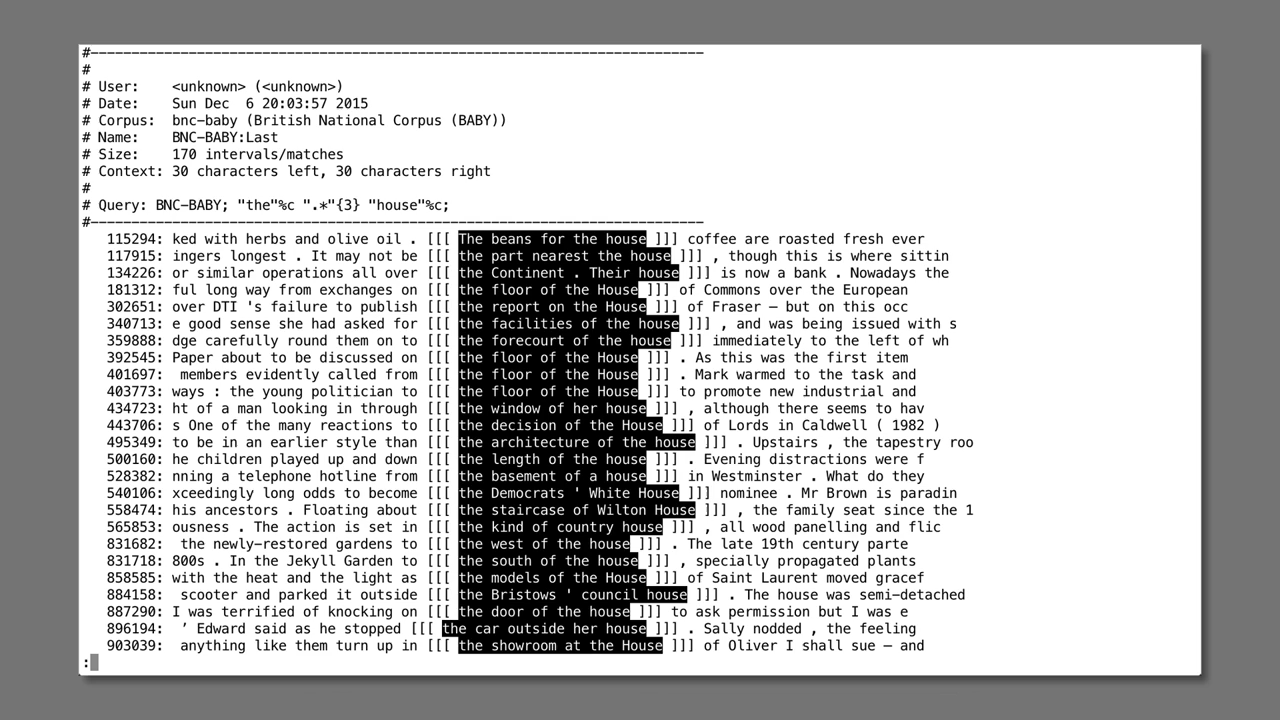 #---------------------------------------------------------------------------
#
# User:    <unknown> (<unknown>)
# Date:    Sun Dec  6 20:03:57 2015
# Corpus:  bnc-baby (British National Corpus (BABY))
# Name:    BNC-BABY:Last
# Size:    170 intervals/matches
# Context: 30 characters left, 30 characters right
#
# Query: BNC-BABY; "the"%c ".*"{3} "house"%c;
#---------------------------------------------------------------------------
115294: ked with herbs and olive oil . [[[ The beans for the house ]]] coffee are roasted fresh ever
117915: ingers longest . It may not be [[[ the part nearest the house ]]] , though this is where sittin
134226: or similar operations all over [[[ the Continent . Their house ]]] is now a bank . Nowadays the
181312: ful long way from exchanges on [[[ the floor of the House ]]] of Commons over the European
302651: over DTI 's failure to publish [[[ the report on the House ]]] of Fraser — but on this occ
340713: e good sense she had asked for [[[ the facilities of the house ]]] , and was being issued with s
359888: dge carefully round them on to [[[ the forecourt of the house ]]] immediately to the left of wh
392545: Paper about to be discussed on [[[ the floor of the House ]]] . As this was the first item
401697:  members evidently called from [[[ the floor of the House ]]] . Mark warmed to the task and
403773: ways : the young politician to [[[ the floor of the House ]]] to promote new industrial and
434723: ht of a man looking in through [[[ the window of her house ]]] , although there seems to hav
443706: s One of the many reactions to [[[ the decision of the House ]]] of Lords in Caldwell ( 1982 )
495349: to be in an earlier style than [[[ the architecture of the house ]]] . Upstairs , the tapestry roo
500160: he children played up and down [[[ the length of the house ]]] . Evening distractions were f
528382: nning a telephone hotline from [[[ the basement of a house ]]] in Westminster . What do they
540106: xceedingly long odds to become [[[ the Democrats ' White House ]]] nominee . Mr Brown is paradin
558474: his ancestors . Floating about [[[ the staircase of Wilton House ]]] , the family seat since the 1
565853: ousness . The action is set in [[[ the kind of country house ]]] , all wood panelling and flic
831682:  the newly-restored gardens to [[[ the west of the house ]]] . The late 19th century parte
831718: 800s . In the Jekyll Garden to [[[ the south of the house ]]] , specially propagated plants
858585: with the heat and the light as [[[ the models of the House ]]] of Saint Laurent moved gracef
884158:  scooter and parked it outside [[[ the Bristows ' council house ]]] . The house was semi-detached
887290: I was terrified of knocking on [[[ the door of the house ]]] to ask permission but I was e
896194:  ’ Edward said as he stopped [[[ the car outside her house ]]] . Sally nodded , the feeling
903039:  anything like them turn up in [[[ the showroom at the House ]]] of Oliver I shall sue — and
: